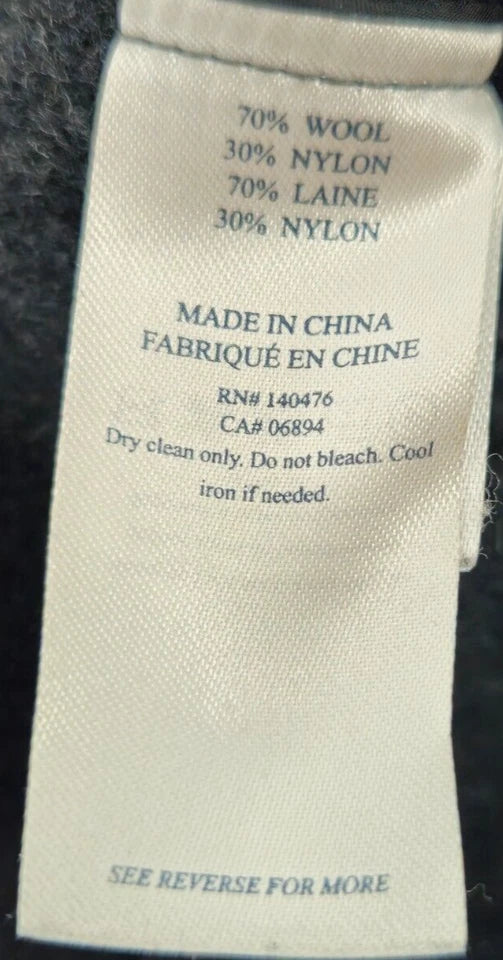 70% WOOL
30% NYLON
70% LAINE
30% NYLON
MADE IN CHINA
FABRIQUÉ EN CHINE
RN# 140476
CA# 06894
Dry clean only. Do not bleach. Cool
iron if needed.
SEE REVERSE FOR MORE